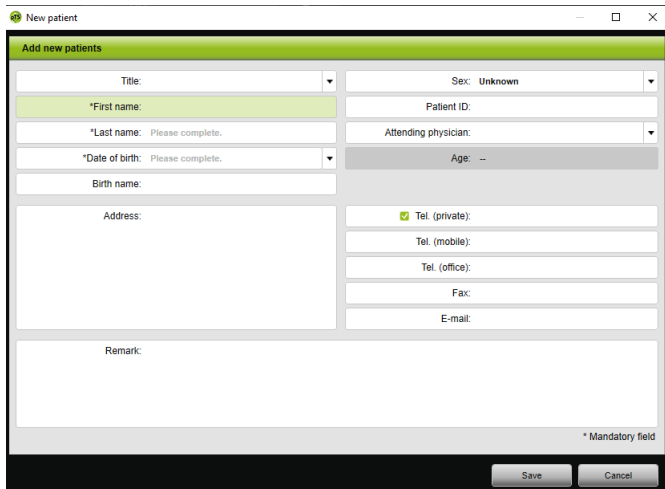 New patient
Add new patients
Title:
Sex: Unknown
*First name:
Patient ID:
*Last name: Please complete.
Attending physician:
*Date of birth: Please complete.
Age: --
Birth name:
Address:
Tel. (private):
Tel. (mobile):
Tel. (office):
Fax:
E-mail:
Remark:
* Mandatory field
Save Cancel